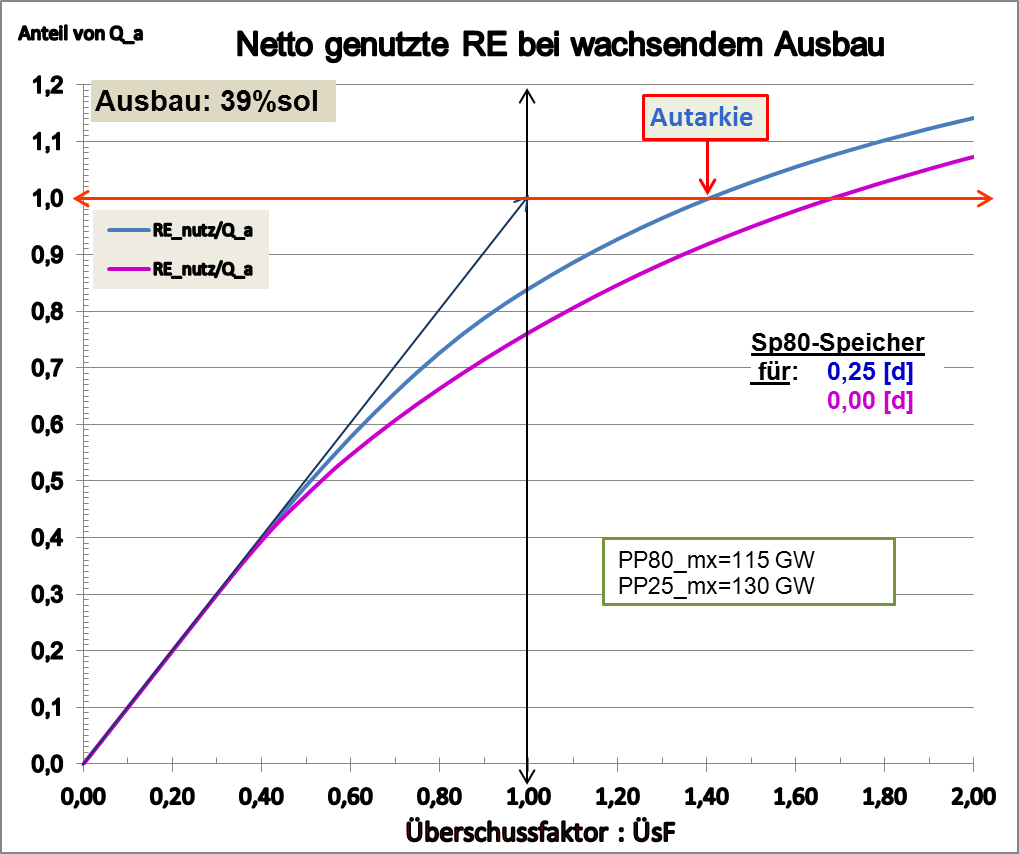 Anteil von Q_a
Netto genutzte RE bei wachsendem Ausbau
1,2
Ausbau: 39%sol
Autarkie
1,1
1,0
RE_nutz/Q_a
RE_nutz/Q_a
0,9
0,8
Sp80-Speicher
für: 0,25 [d]
0,00 [d]
0,7
0,6
0,5
0,4
PP80_mx=115 GW
PP25_mx=130 GW
0,3
0,2
0,1
0,0
0,00 0,20 0,40 0,60 0,80 1,00 1,20 1,40 1,60 1,80 2,00
Überschussfaktor : ÜsF